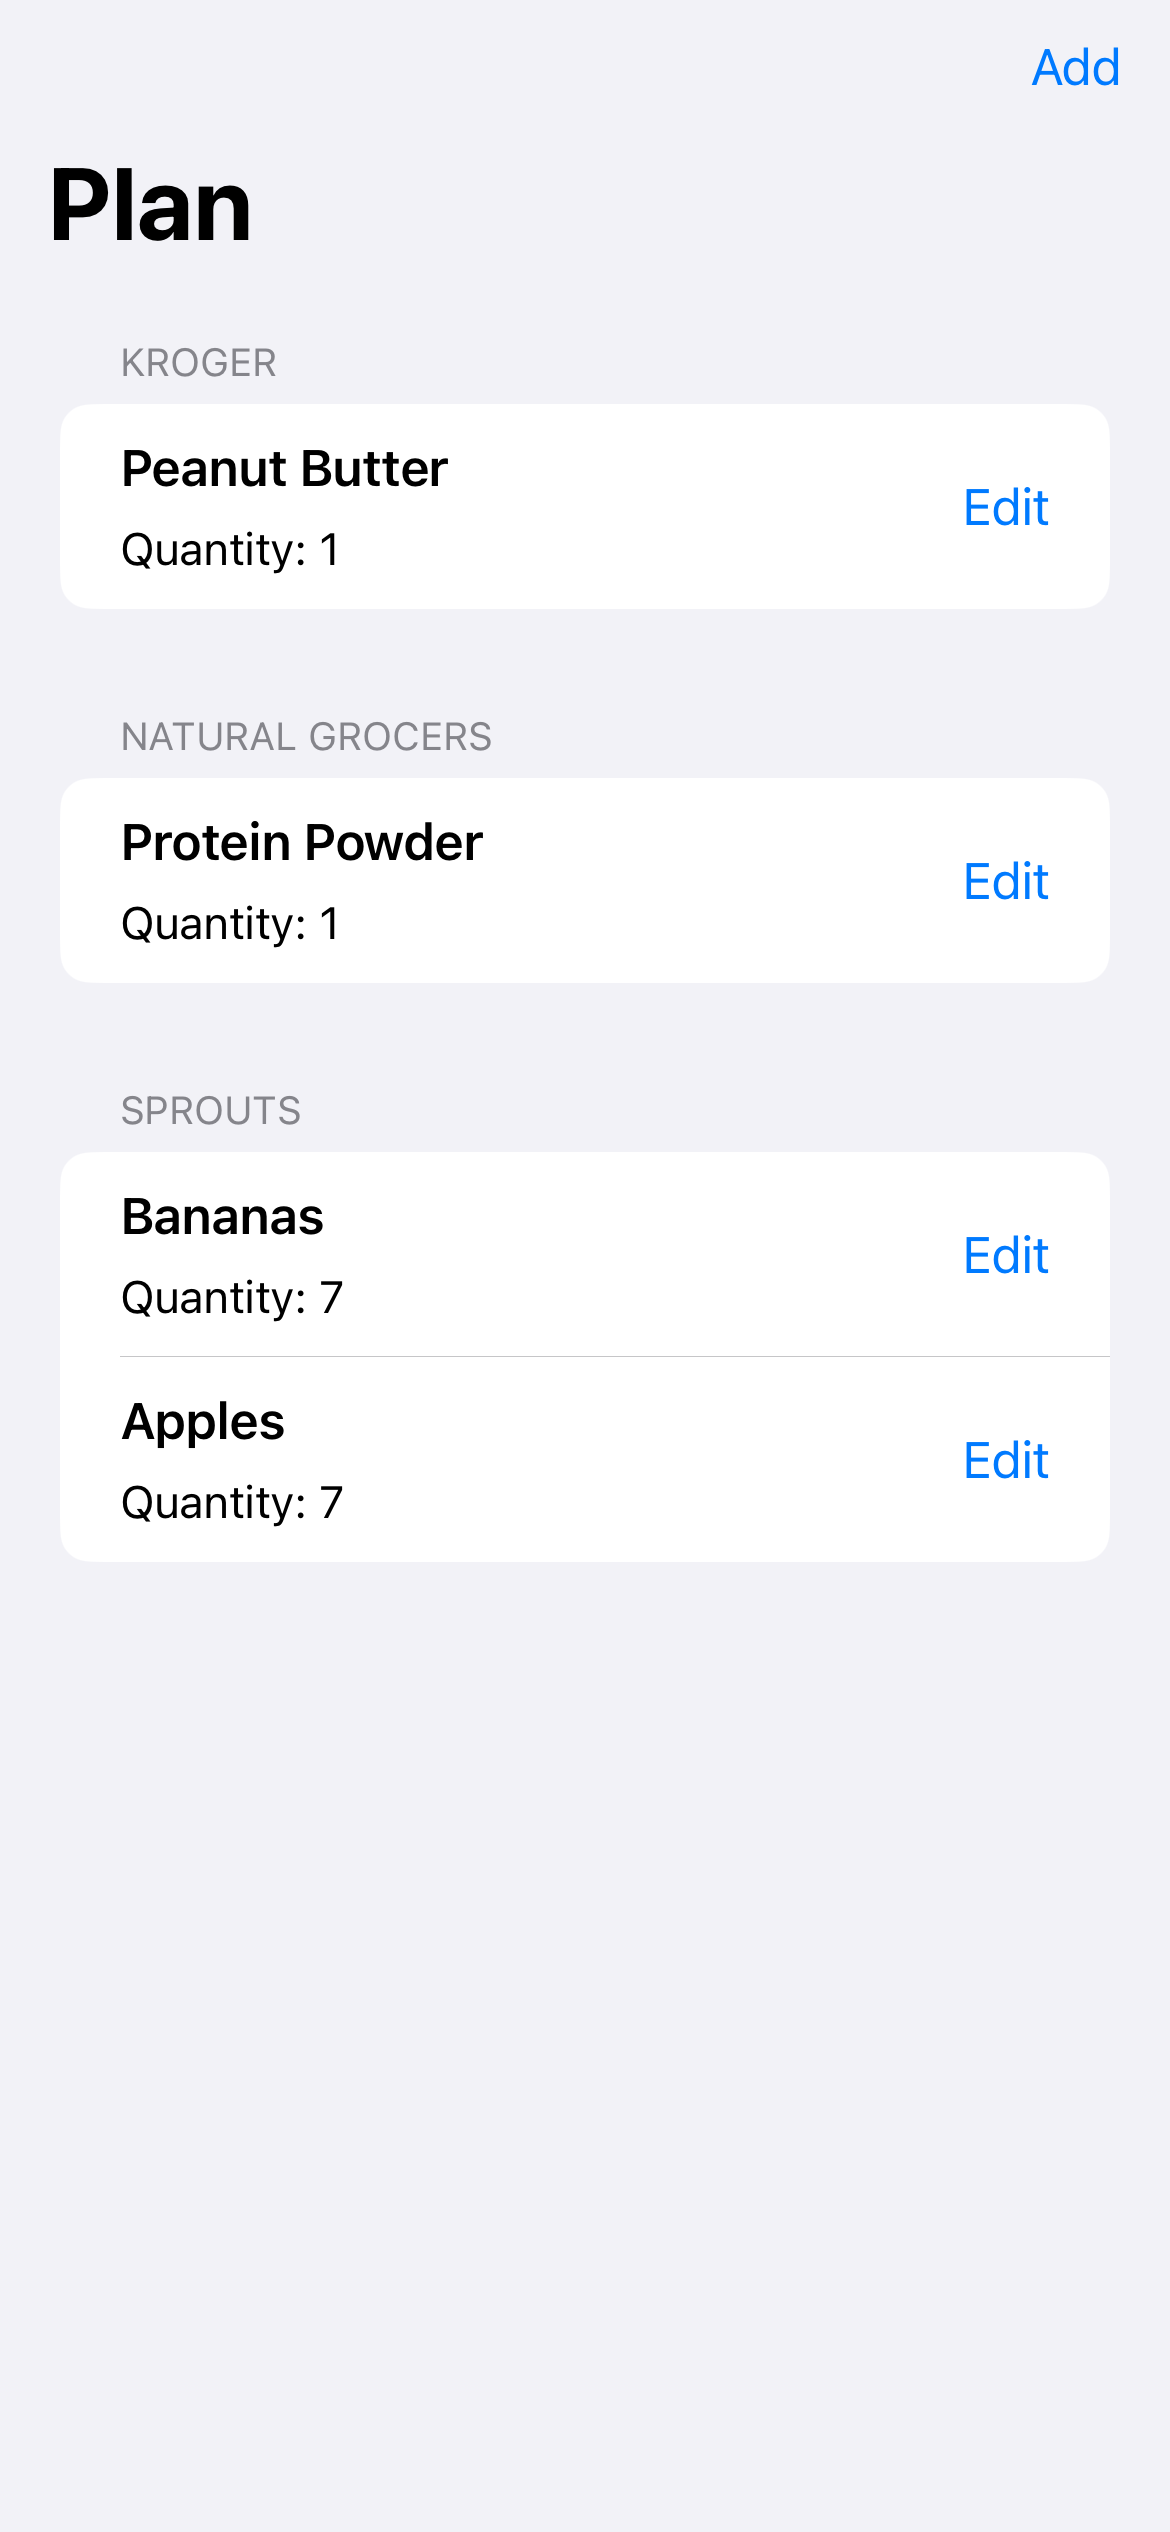 Add
Plan
KROGER
Peanut Butter
Edit
Quantity: 1
NATURAL GROCERS
Protein Powder
Edit
Quantity: 1
SPROUTS
Bananas
Edit
Quantity: 7
Apples
Edit
Quantity: 7